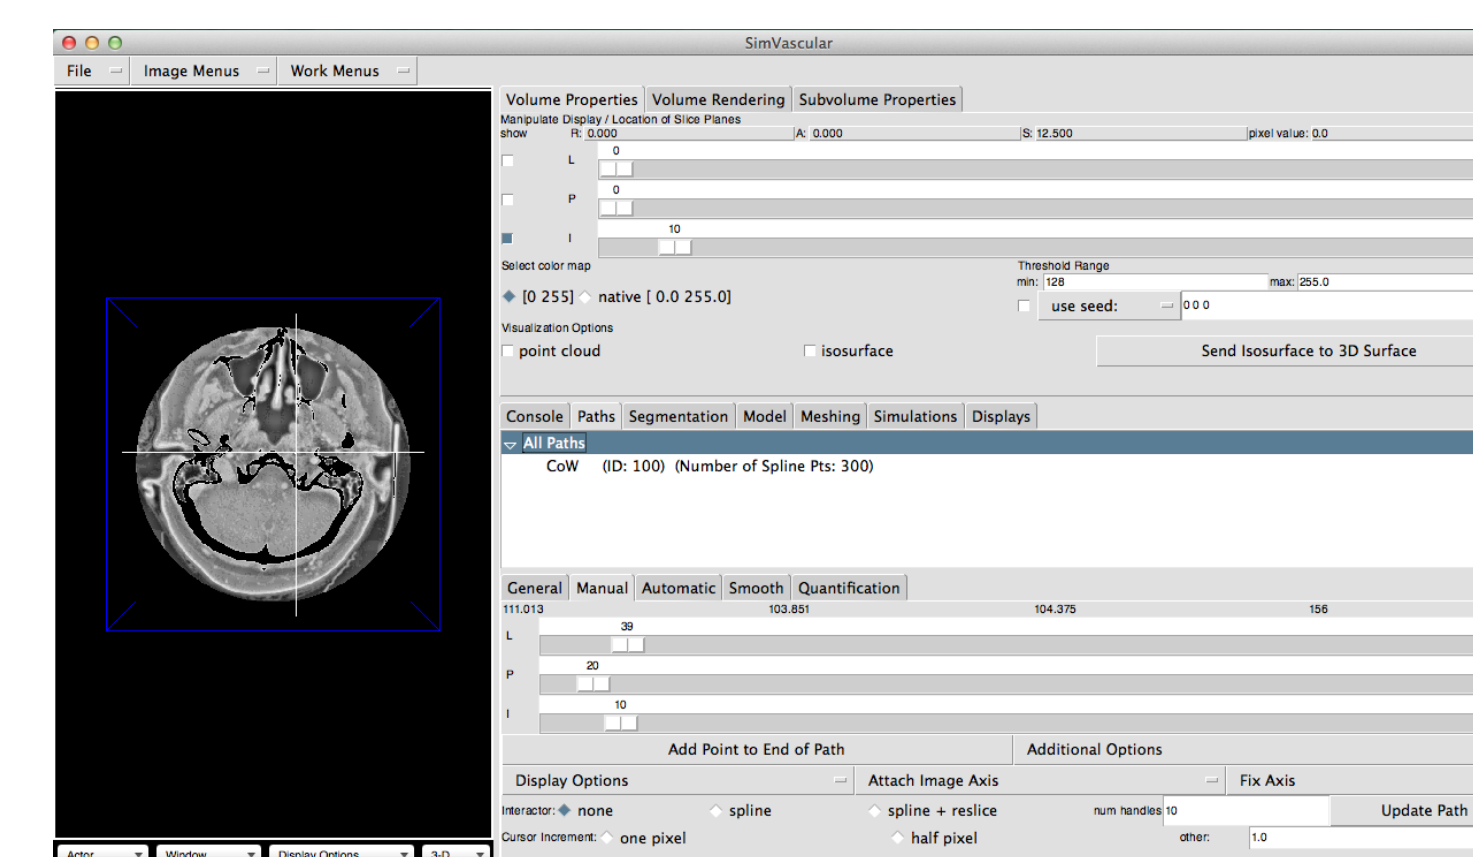 SimVascular
File Image Menus Work Menus
Volume Properties Volume Rendering Subvolume Properties
Manipulate Display / Location of Slice Planes
show R: 0.000 A: 0.000 S: 12.500 pixel value: 0.0
0
L
0
P
10
I
Select color map Threshold Range
min: 128 max: 255.0
[0 255] native [ 0.0 255.0]
use seed: 0 0 0
Visualization Options
point cloud isosurface Send Isosurface to 3D Surface
Console Paths Segmentation Model Meshing Simulations Displays
All Paths
CoW (ID: 100) (Number of Spline Pts: 300)
General Manual Automatic Smooth Quantification
111.013 103.851 104.375 156
39
L
20
P
10
I
Add Point to End of Path Additional Options
Display Options Attach Image Axis Fix Axis
Interactor: none spline spline + reslice num handles 10 Update Path
Cursor Increment: one pixel half pixel other: 1.0
Actor Window Display Options 3-D